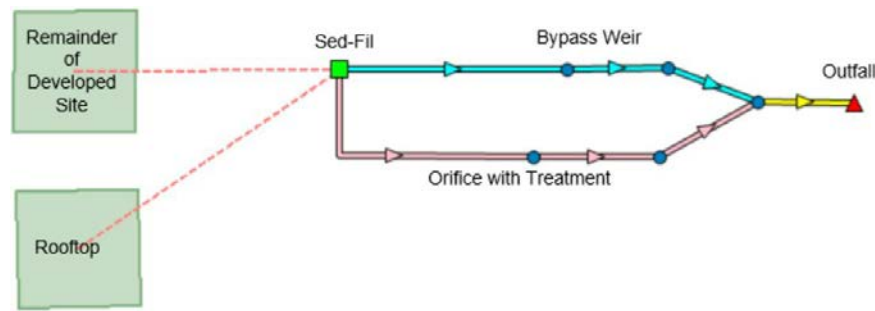 Remainder
of
Developed
Site
Sed-Fil
Bypass Weir
Outfall
Orifice with Treatment
Rooftop